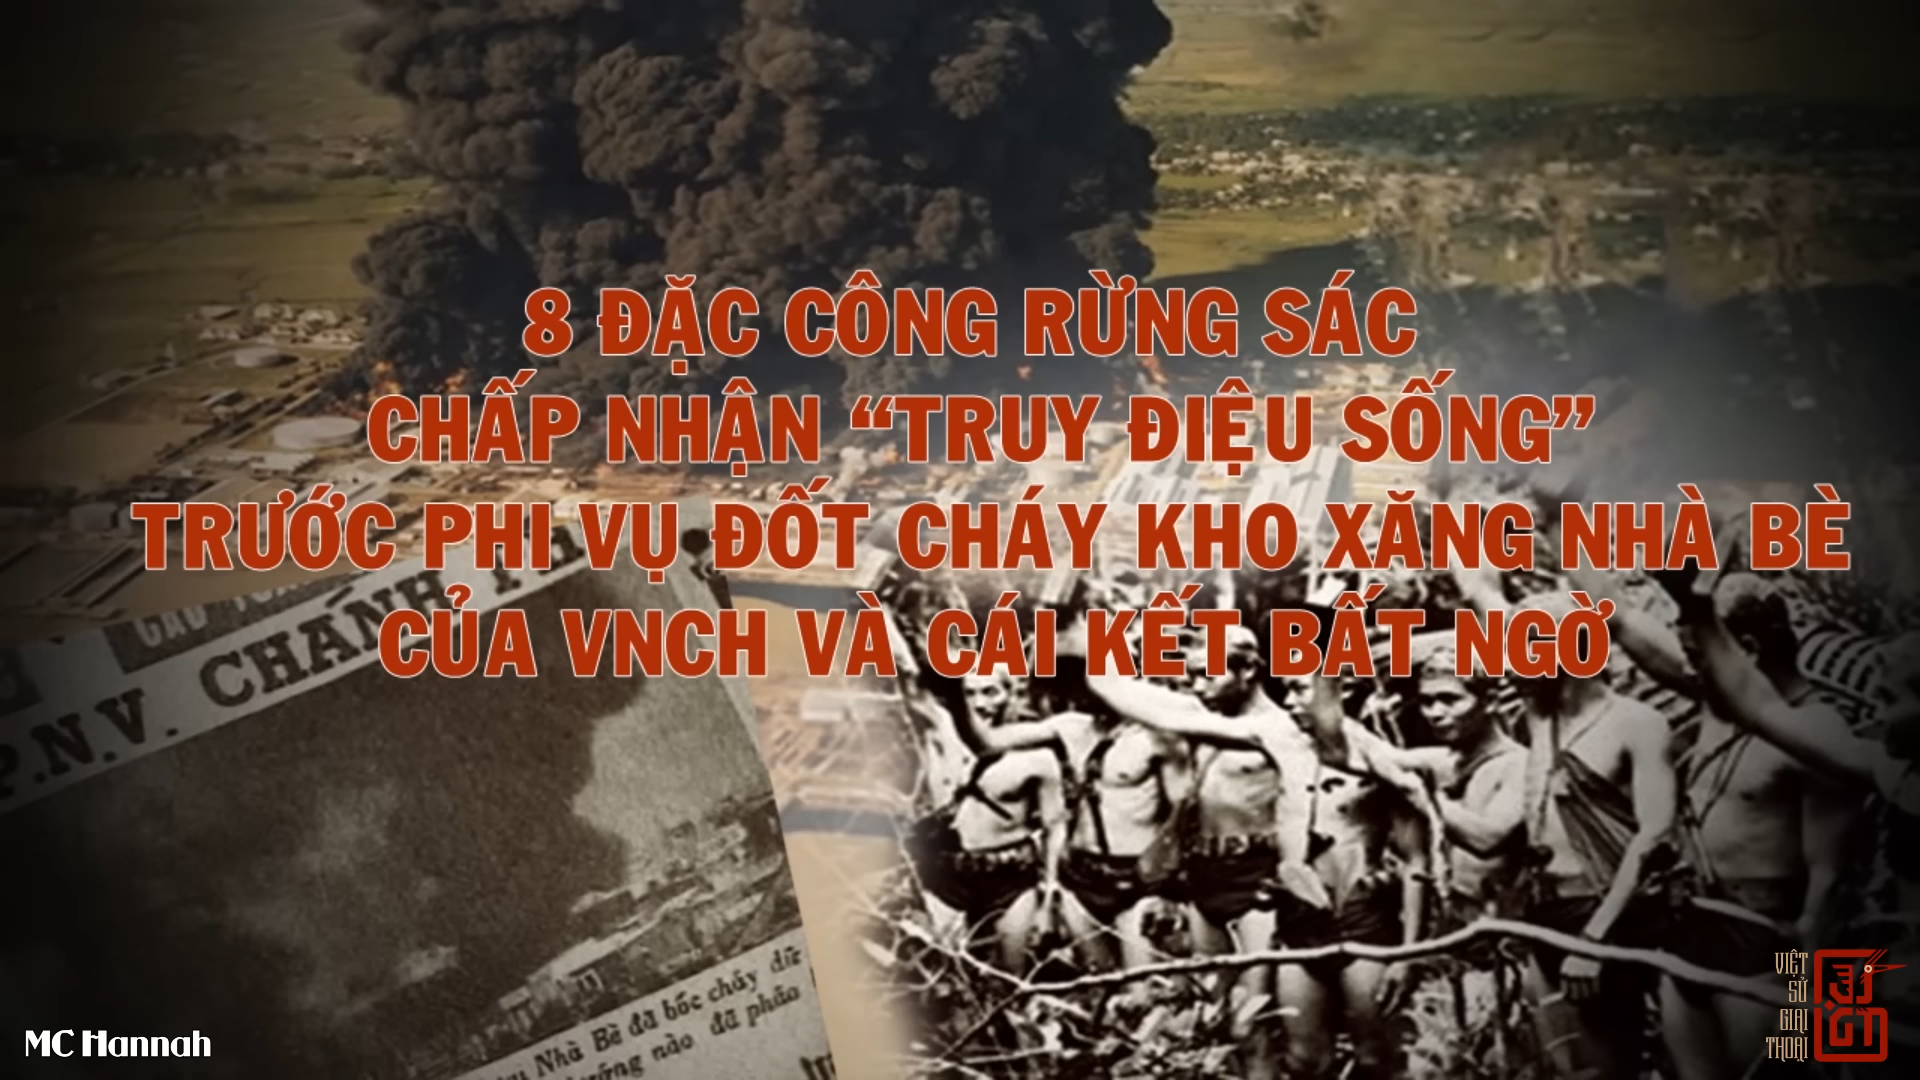 8 ĐẶC CÔNG RỪNG SÁC
CHẤP NHẬN “TRUY ĐIỆU SỐNG”
TRƯỚC PHI VỤ ĐỐT CHÁY KHO XĂNG NHÀ BÈ
CỦA VNCH VÀ CÁI KẾT BẤT NGỜ
P.N.V. CHÁNH
Nhà Bè đã bốc cháy dữ
nào đã pháo
MC Hannah
VIỆT
SỬ
GIAI
THOẠI